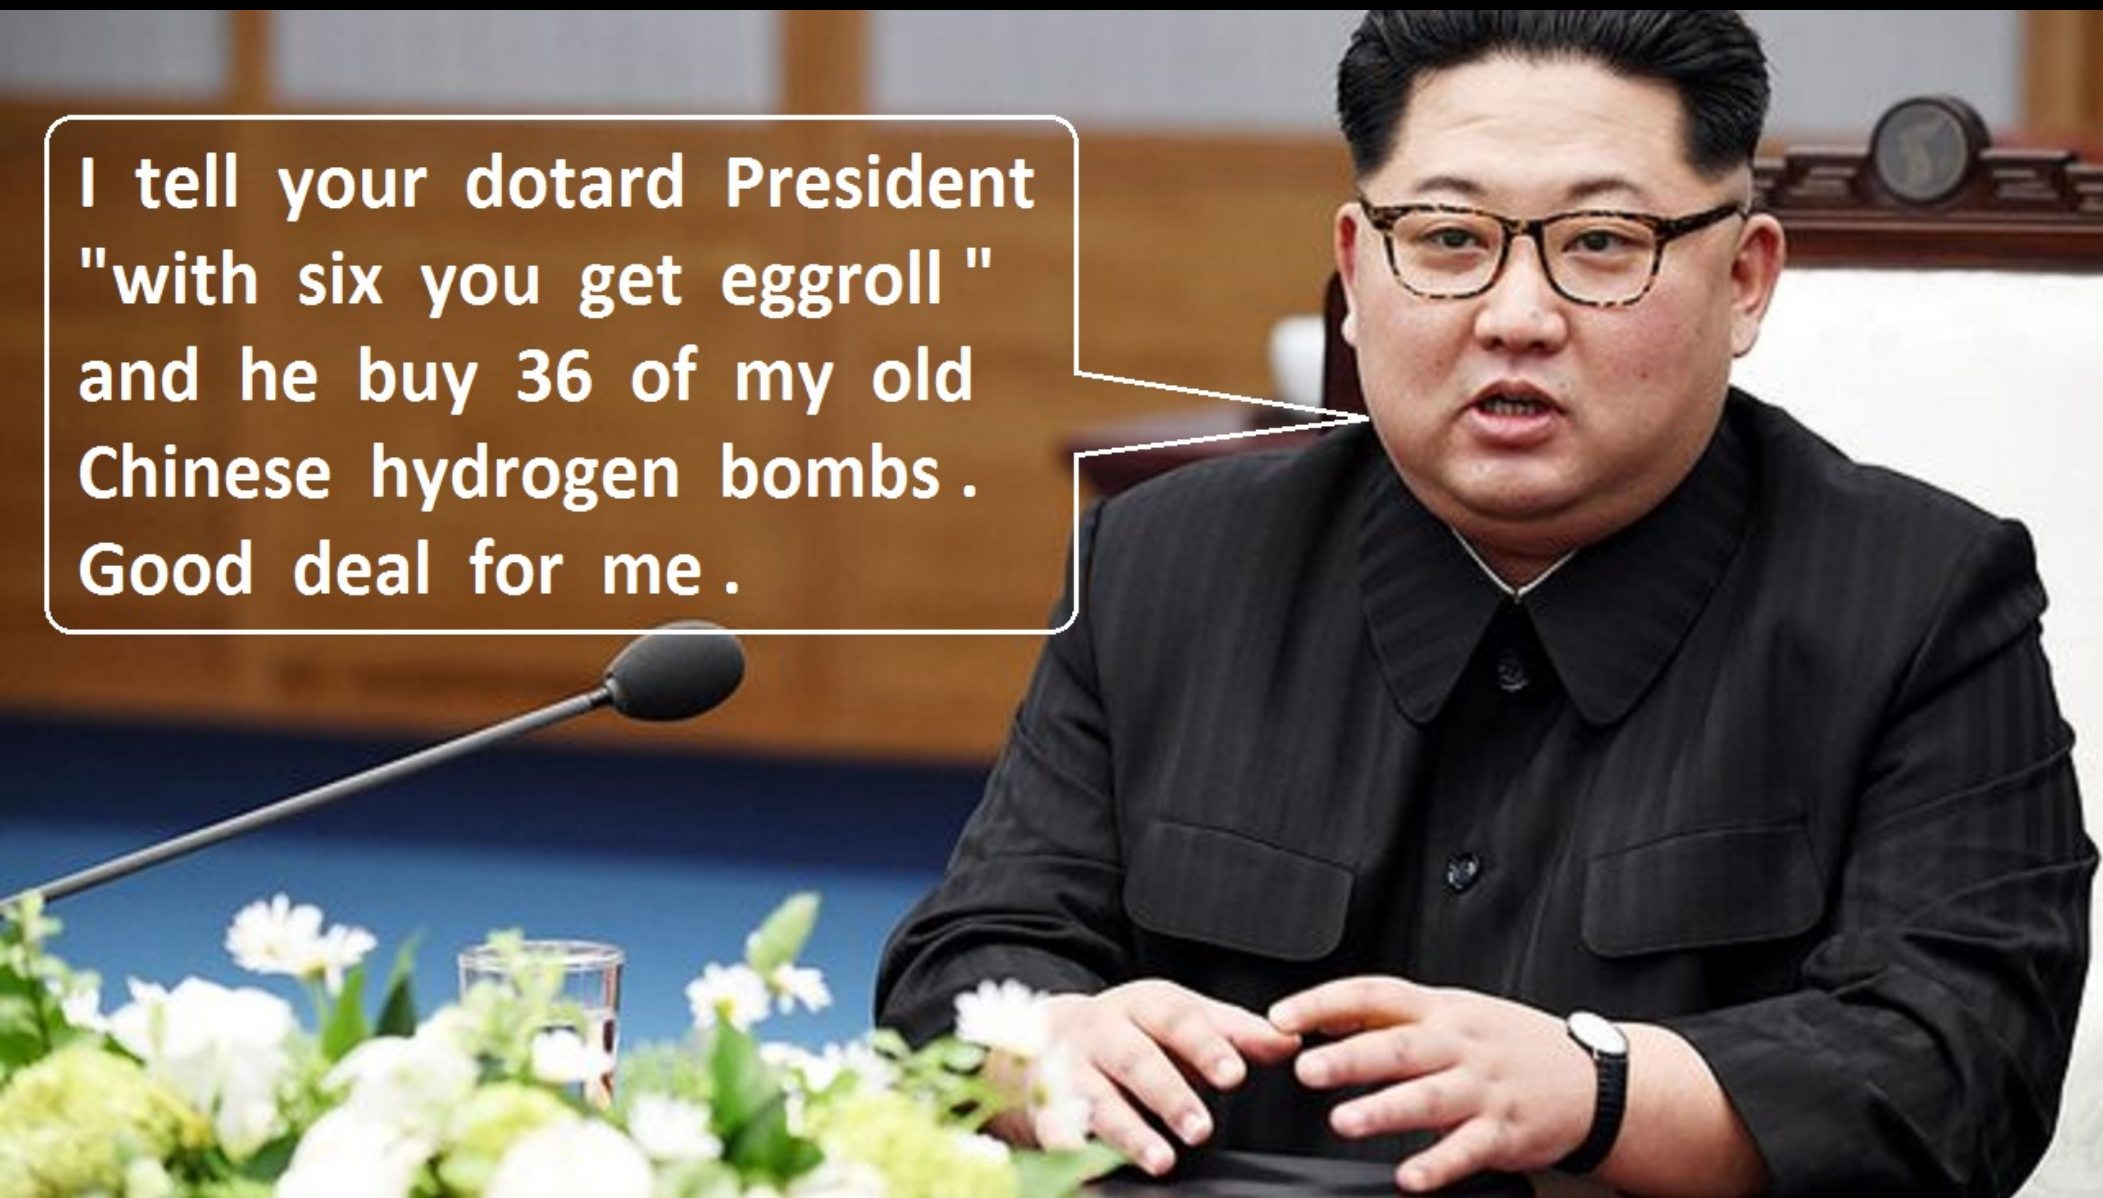 I tell your dotard President
"with six you get eggroll "
and he buy 36 of my old
Chinese hydrogen bombs .
Good deal for me .